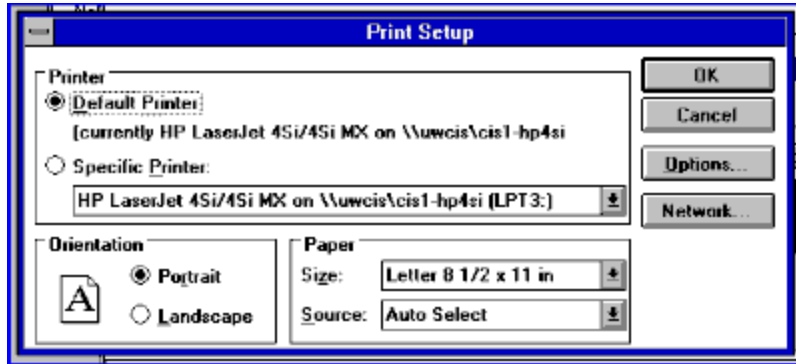 Print Setup
Printer
Default Printer
(currently HP LaserJet 4Si/4Si MX on \\uwcis\cis1-hp4si
Specific Printer:
HP LaserJet 4Si/4Si MX on \\uwcis\cis1-hp4si (LPT3:)
OK
Cancel
Options...
Network...
Orientation
A
Portrait
Landscape
Paper
Size: Letter 8 1/2 x 11 in
Source: Auto Select